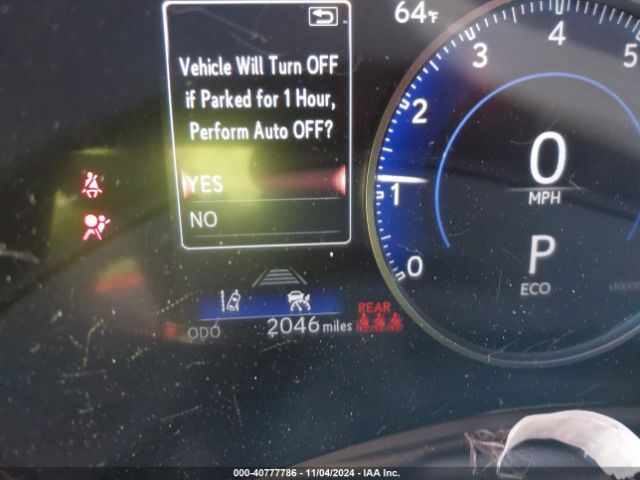 64°F
Vehicle Will Turn OFF
if Parked for 1 Hour,
Perform Auto OFF?
YES
NO
0
1
2
3
4
5
0
MPH
P
ECO
x1000
REAR
ODO 2046 miles
000-40777786 - 11/04/2024 - IAA Inc.